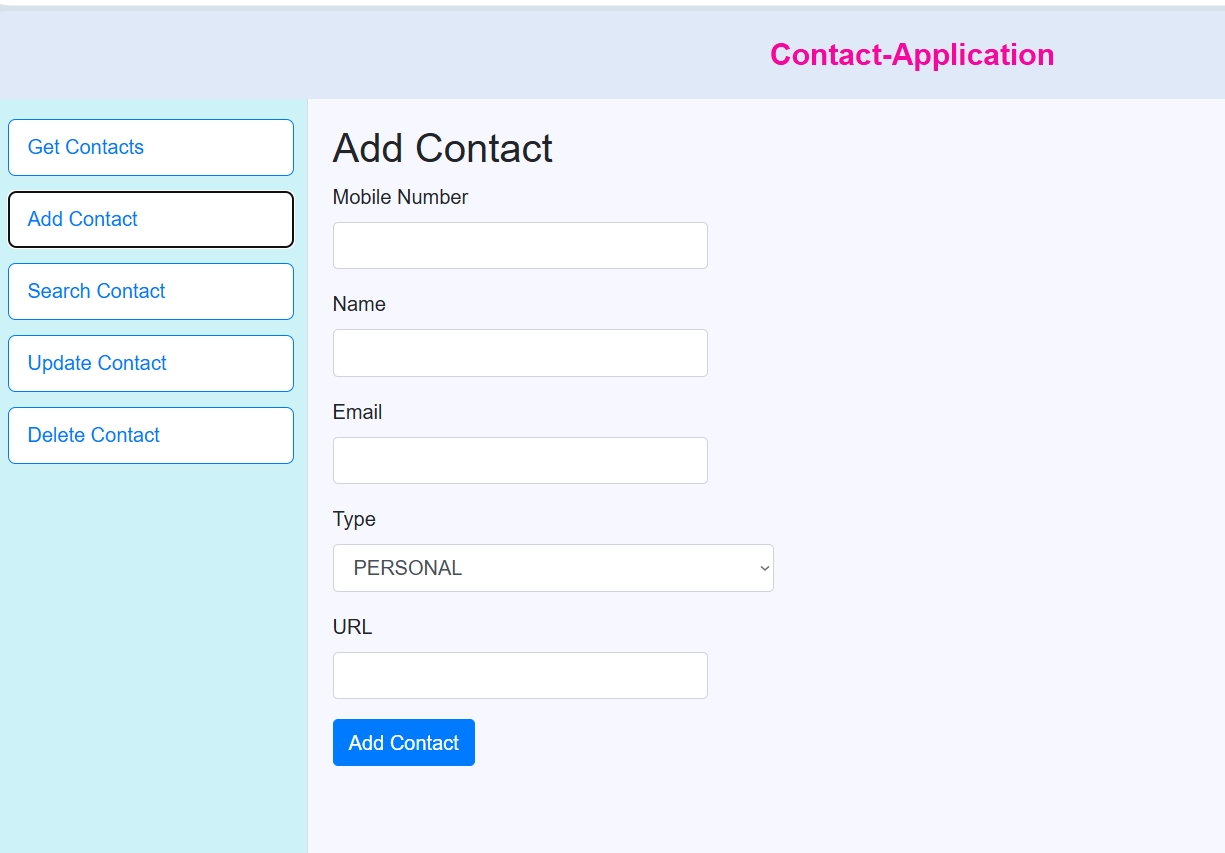 Contact-Application
Get Contacts
Add Contact
Search Contact
Update Contact
Delete Contact
Add Contact
Mobile Number
Name
Email
Type
PERSONAL
URL
Add Contact